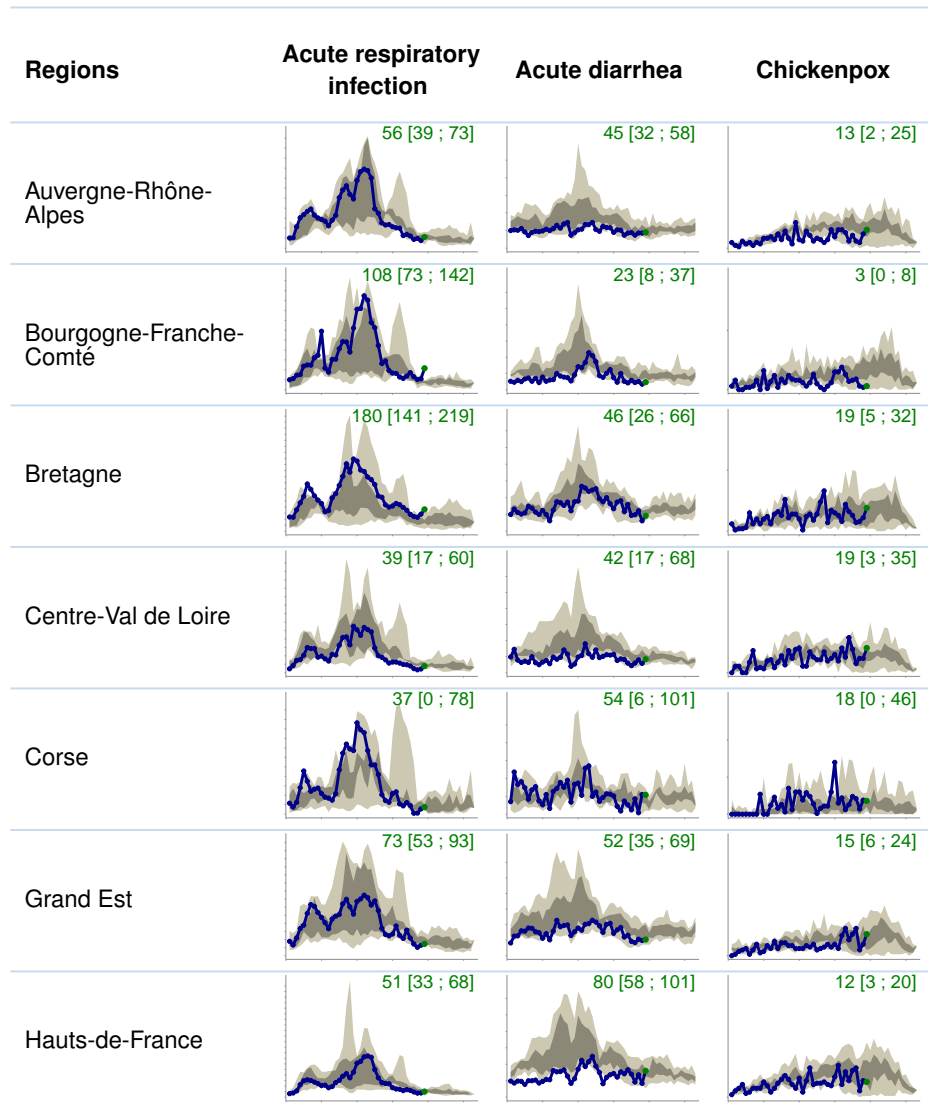 Regions
Acute respiratory
infection
Acute diarrhea
Chickenpox
Auvergne-Rhône-
Alpes
56 [39 ; 73]
45 [32 ; 58]
13 [2 ; 25]
Bourgogne-Franche-
Comté
108 [73 ; 142]
23 [8 ; 37]
3 [0 ; 8]
Bretagne
180 [141 ; 219]
46 [26 ; 66]
19 [5 ; 32]
Centre-Val de Loire
39 [17 ; 60]
42 [17 ; 68]
19 [3 ; 35]
Corse
37 [0 ; 78]
54 [6 ; 101]
18 [0 ; 46]
Grand Est
73 [53 ; 93]
52 [35 ; 69]
15 [6 ; 24]
Hauts-de-France
51 [33 ; 68]
80 [58 ; 101]
12 [3 ; 20]